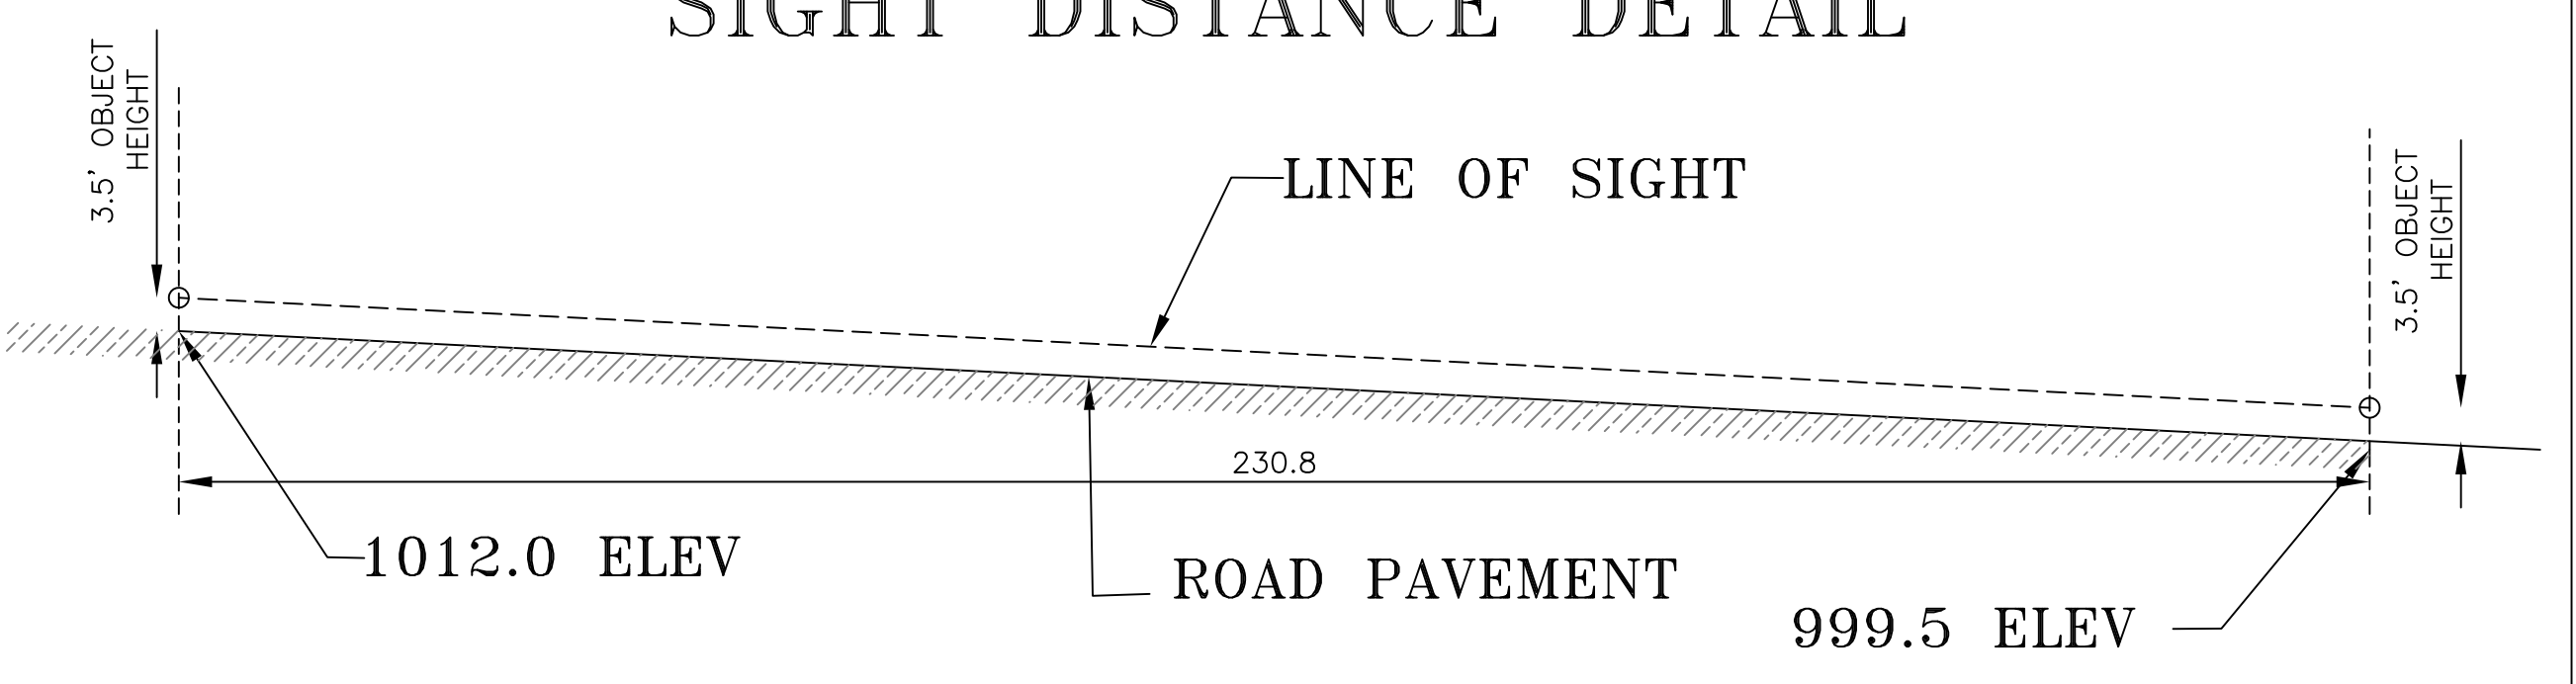 SIGHT DISTANCE DETAIL
3.5' OBJECT
HEIGHT
LINE OF SIGHT
3.5' OBJECT
HEIGHT
230.8
1012.0 ELEV
ROAD PAVEMENT
999.5 ELEV